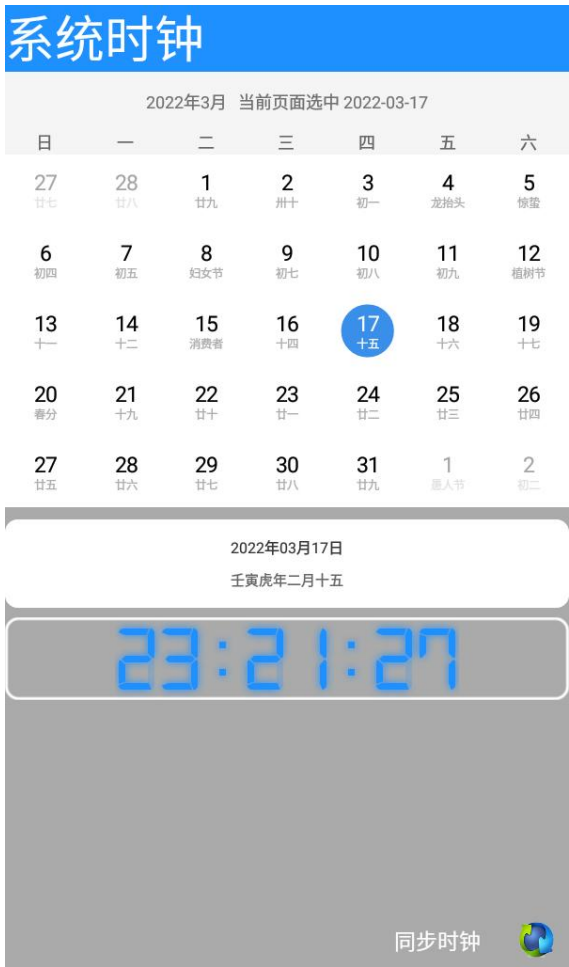 系统时钟
2022年3月 当前页面选中 2022-03-17
日 一 二 三 四 五 六
27 28 1 2 3 4 5
廿七 廿八 廿九 卅十 初一 龙抬头 惊蛰
6 7 8 9 10 11 12
初四 初五 妇女节 初七 初八 初九 植树节
13 14 15 16 17 18 19
十一 十二 消费者 十四 十五 十六 十七
20 21 22 23 24 25 26
春分 十九 廿十 廿一 廿二 廿三 廿四
27 28 29 30 31 1 2
廿五 廿六 廿七 廿八 廿九 愚人节 初二
2022年03月17日
壬寅虎年二月十五
23:21:27
同步时钟